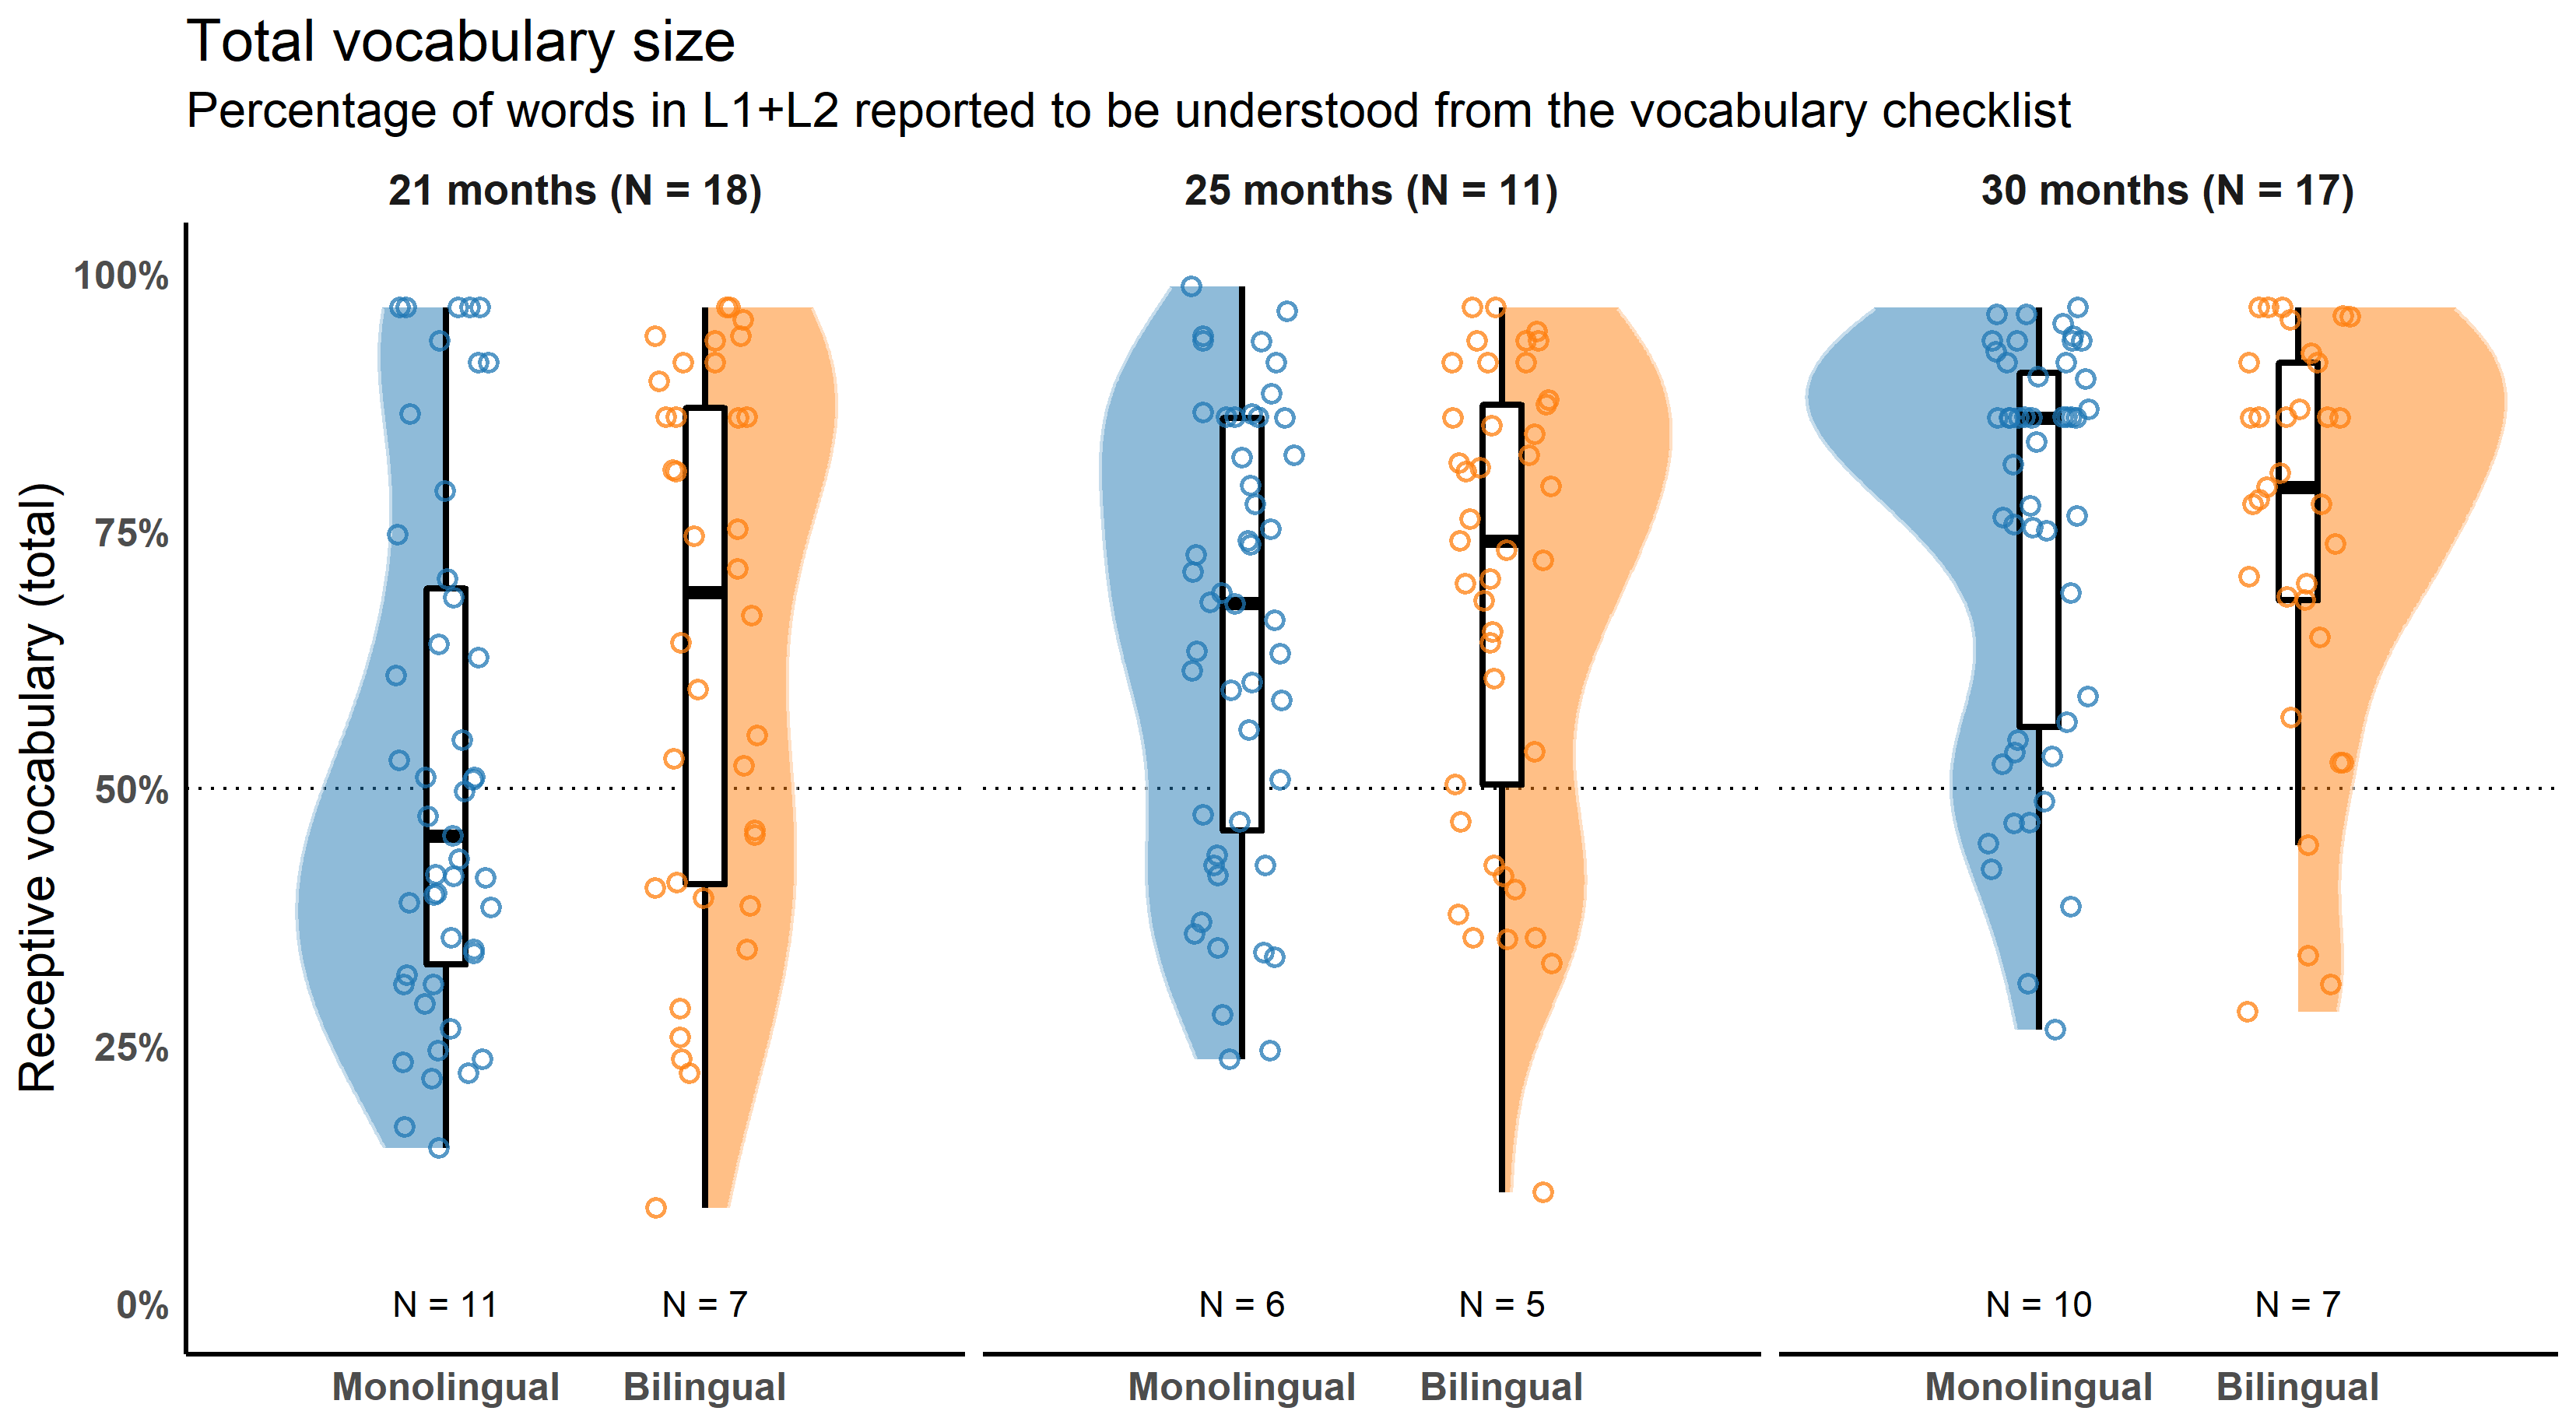 Total vocabulary size
Percentage of words in L1+L2 reported to be understood from the vocabulary checklist
21 months (N = 18)
25 months (N = 11)
30 months (N = 17)
Receptive vocabulary (total)
100%
75%
50%
25%
0%
N = 11
N = 7
N = 6
N = 5
N = 10
N = 7
Monolingual
Bilingual
Monolingual
Bilingual
Monolingual
Bilingual